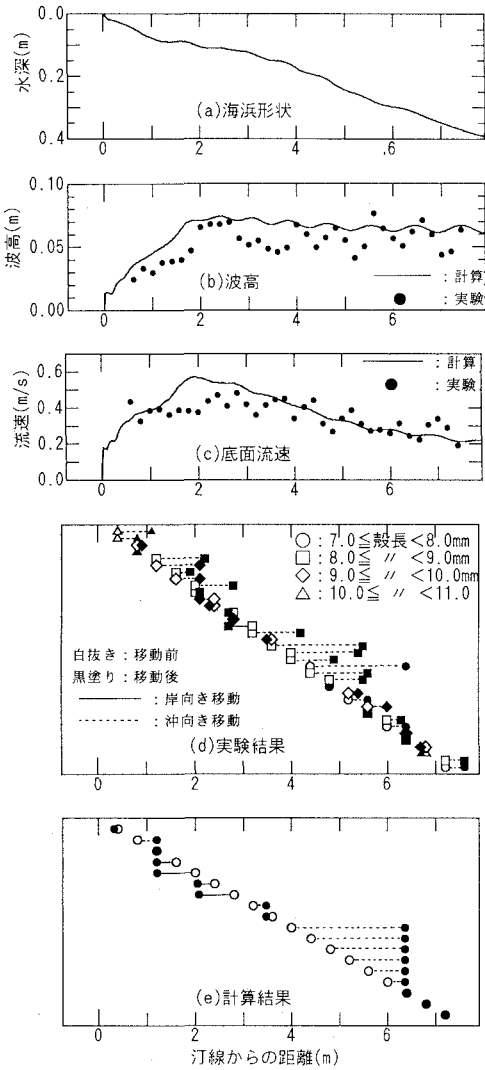 0.0
0.2
0.4
水深(m)
(a)海浜形状
0 2 4 .6
0.10
0.05
0.00
波高(m)
(b)波高
——:計算
●:実験
0 2 4 6
0.6
0.4
0.2
0.0
流速(m/s)
(c)底面流速
——:計算
●:実験
0 2 4 6
○:7.0≦殻長<8.0mm
□:8.0≦ 〃 <9.0mm
◇:9.0≦ 〃 <10.0mm
△:10.0≦ 〃 <11.0
白抜き:移動前
黒塗り:移動後
——:岸向き移動
-----:沖向き移動
(d)実験結果
0 2 4 6
(e)計算結果
0 2 4 6
汀線からの距離(m)